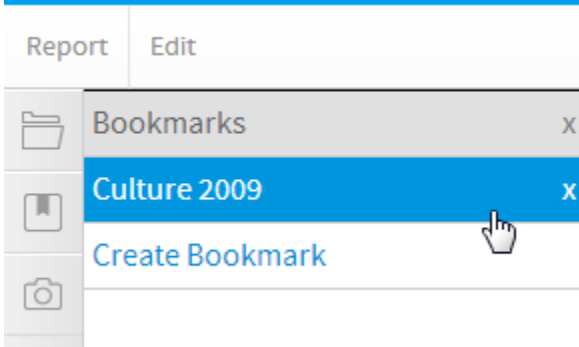 Report Edit
Bookmarks x
Culture 2009 x
Create Bookmark